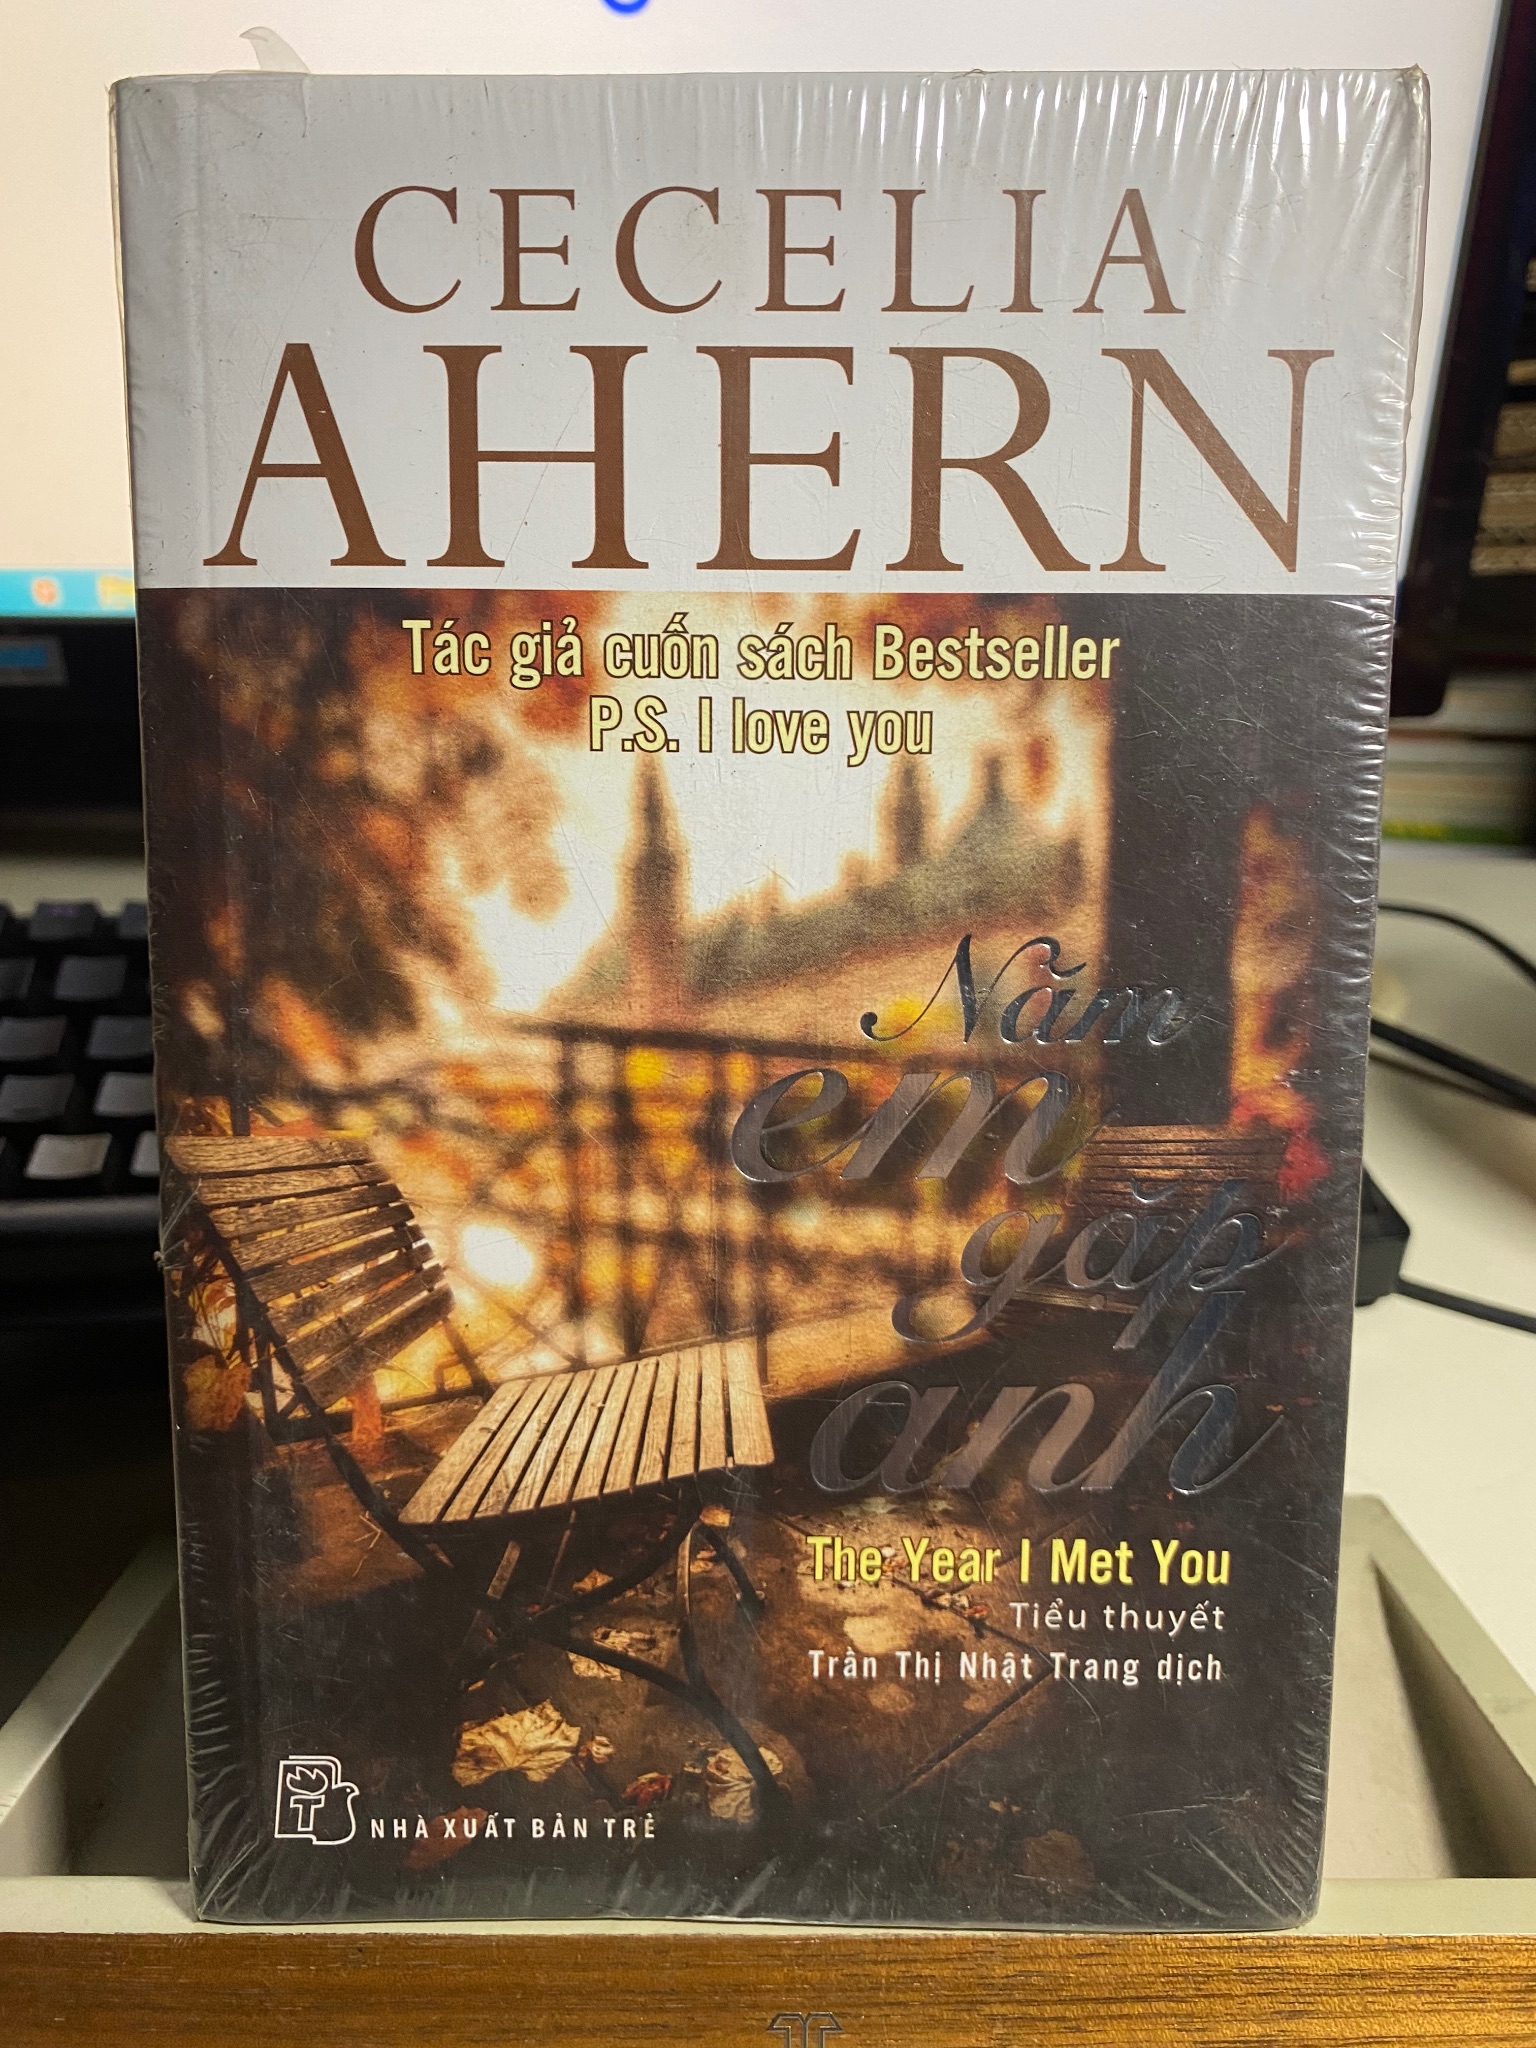 CECELIA
AHERN
Tác giả cuốn sách Bestseller
P.S. I love you
Năm
em
gặp
anh
The Year I Met You
Tiểu thuyết
Trần Thị Nhật Trang dịch
NHÀ XUẤT BẢN TRẺ